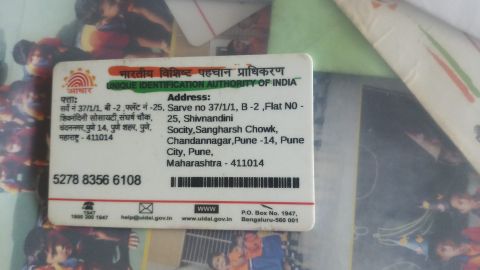 भारतीय विशिष्ट पहचान प्राधिकरण
UNIQUE IDENTIFICATION AUTHORITY OF INDIA
आधार
पत्ता:
सर्व नं 37/1/1, बी -2 ,फ्लॅट नं -25,
शिवनंदिनी सोसायटी,संघर्ष चौक,
चंदननगर,पुणे 14, पुणे शहर, पुणे,
महाराष्ट्र - 411014
Address:
Sarve no 37/1/1, B -2 ,Flat N0 -
25, Shivnandini
Socity,Sangharsh Chowk,
Chandannagar,Pune -14, Pune
City, Pune,
Maharashtra - 411014
5278 8356 6108
1947
1800 300 1947
help@uidai.gov.in
WWW
www.uidai.gov.in
P.O. Box No. 1947,
Bengaluru-560 001